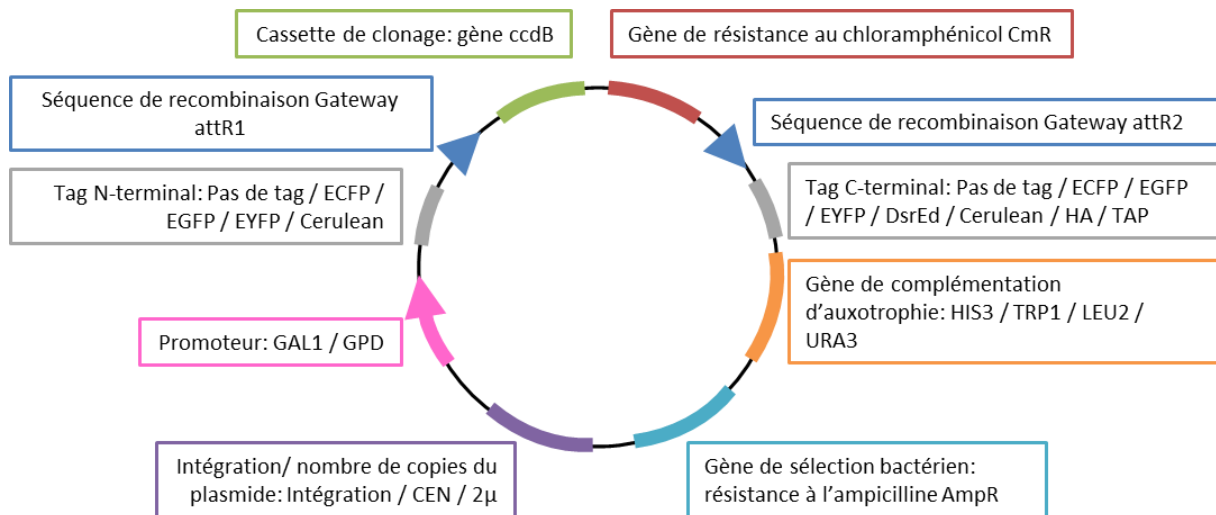 Cassette de clonage: gène ccdB
Gène de résistance au chloramphénicol CmR
Séquence de recombinaison Gateway
attR1
Séquence de recombinaison Gateway attR2
Tag N-terminal: Pas de tag / ECFP /
EGFP / EYFP / Cerulean
Tag C-terminal: Pas de tag / ECFP / EGFP
/ EYFP / DsrEd / Cerulean / HA / TAP
Gène de complémentation
d’auxotrophie: HIS3 / TRP1 / LEU2 /
URA3
Promoteur: GAL1 / GPD
Intégration/ nombre de copies du
plasmide: Intégration / CEN / 2µ
Gène de sélection bactérien:
résistance à l’ampicilline AmpR